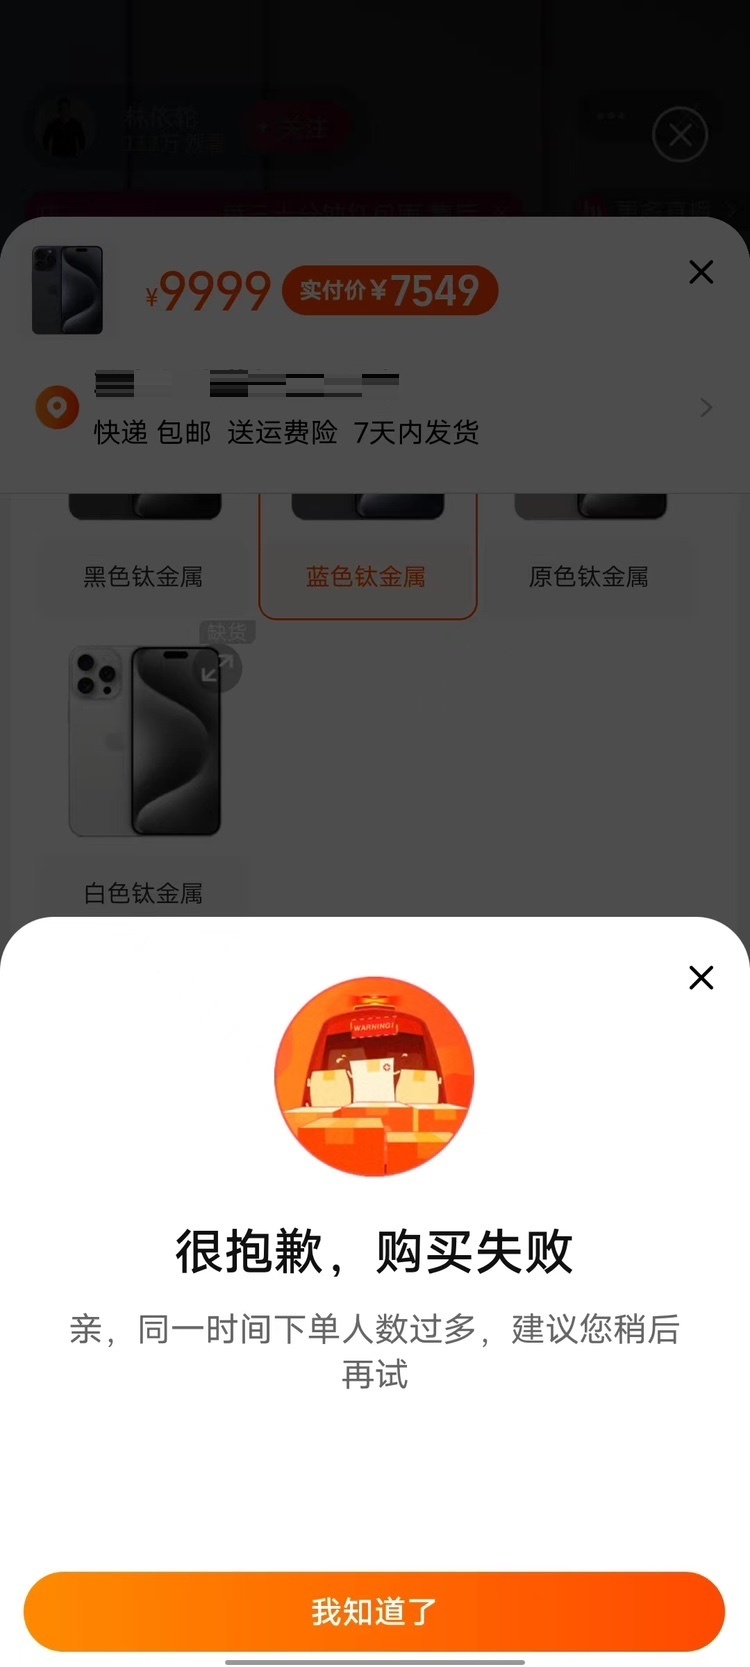 林依轮
关注
¥9999 实付价¥7549
快递 包邮 送运费险 7天内发货
黑色钛金属
蓝色钛金属
原色钛金属
缺货
白色钛金属
WARNING!
很抱歉，购买失败
亲，同一时间下单人数过多，建议您稍后
再试
我知道了